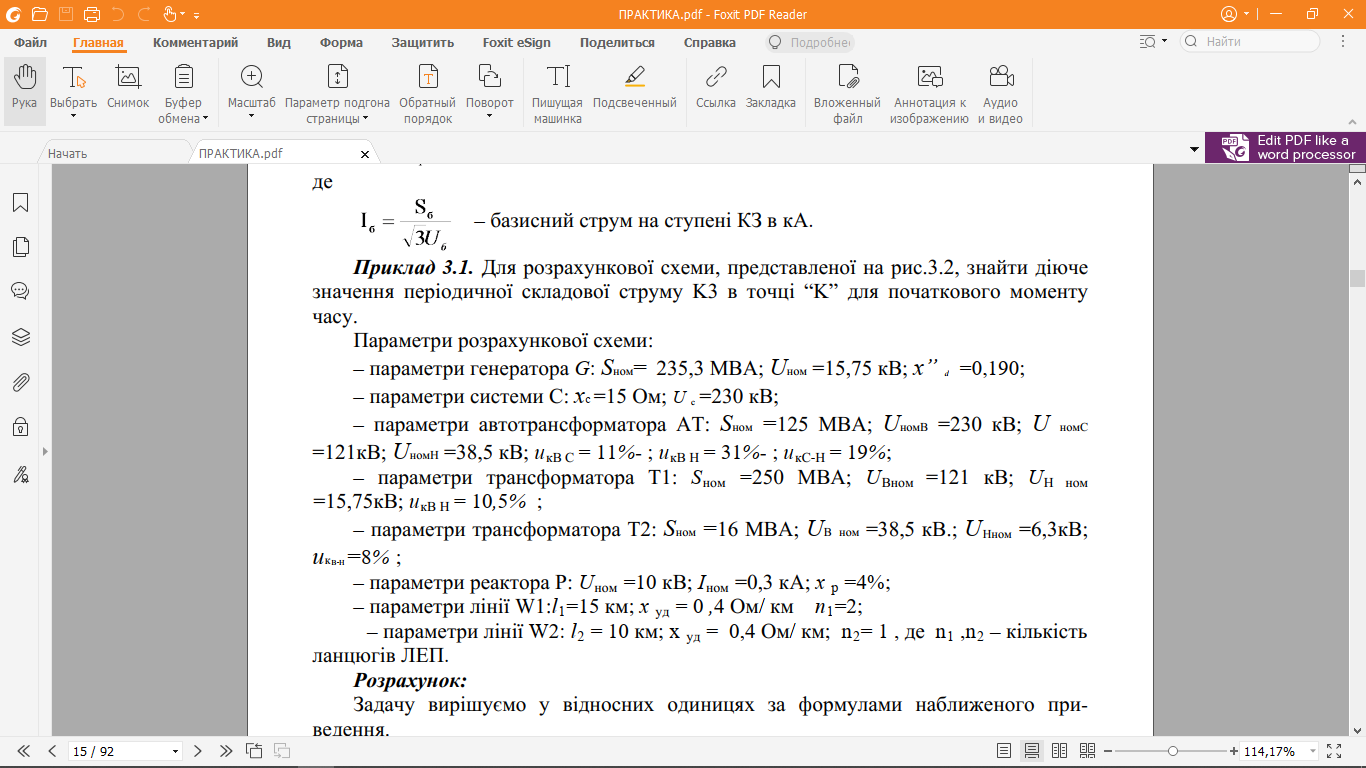 ПРАКТИКА.pdf - Foxit PDF Reader
Файл Главная Комментарий Вид Форма Защитить Foxit eSign Поделиться Справка Подробнее Найти
Рука Выбрать Снимок Буфер обмена Масштаб Параметр подгона страницы Обратный порядок Поворот Пишущая машинка Подсвеченный Ссылка Закладка Вложенный файл Аннотация к изображению Аудио и видео
Начать ПРАКТИКА.pdf
Edit PDF like a
word processor
де
Iб = Sб / √3Uб – базисний струм на ступені КЗ в кА.
Приклад 3.1. Для розрахункової схеми, представленої на рис.3.2, знайти діюче
значення періодичної складової струму КЗ в точці “К” для початкового моменту
часу.
Параметри розрахункової схеми:
– параметри генератора G: Sном= 235,3 МВА; Uном =15,75 кВ; x” d =0,190;
– параметри системи С: xс =15 Ом; U с =230 кВ;
– параметри автотрансформатора АТ: Sном =125 МВА; UномВ =230 кВ; U номС
=121кВ; UномН =38,5 кВ; uкВ С = 11%- ; uкВ Н = 31%- ; uкС-Н = 19%;
– параметри трансформатора Т1: Sном =250 МВА; UВном =121 кВ; UН ном
=15,75кВ; uкВ Н = 10,5% ;
– параметри трансформатора Т2: Sном =16 МВА; UВ ном =38,5 кВ.; UНном =6,3кВ;
uкв-н =8% ;
– параметри реактора Р: Uном =10 кВ; Iном =0,3 кА; x р =4%;
– параметри лінії W1:l1=15 км; x уд = 0 ,4 Ом/ км n1=2;
– параметри лінії W2: l2 = 10 км; x уд = 0,4 Ом/ км; n2= 1 , де n1 ,n2 – кількість
ланцюгів ЛЕП.
Розрахунок:
Задачу вирішуємо у відносних одиницях за формулами наближеного при-
ведення.
15 / 92 114,17%